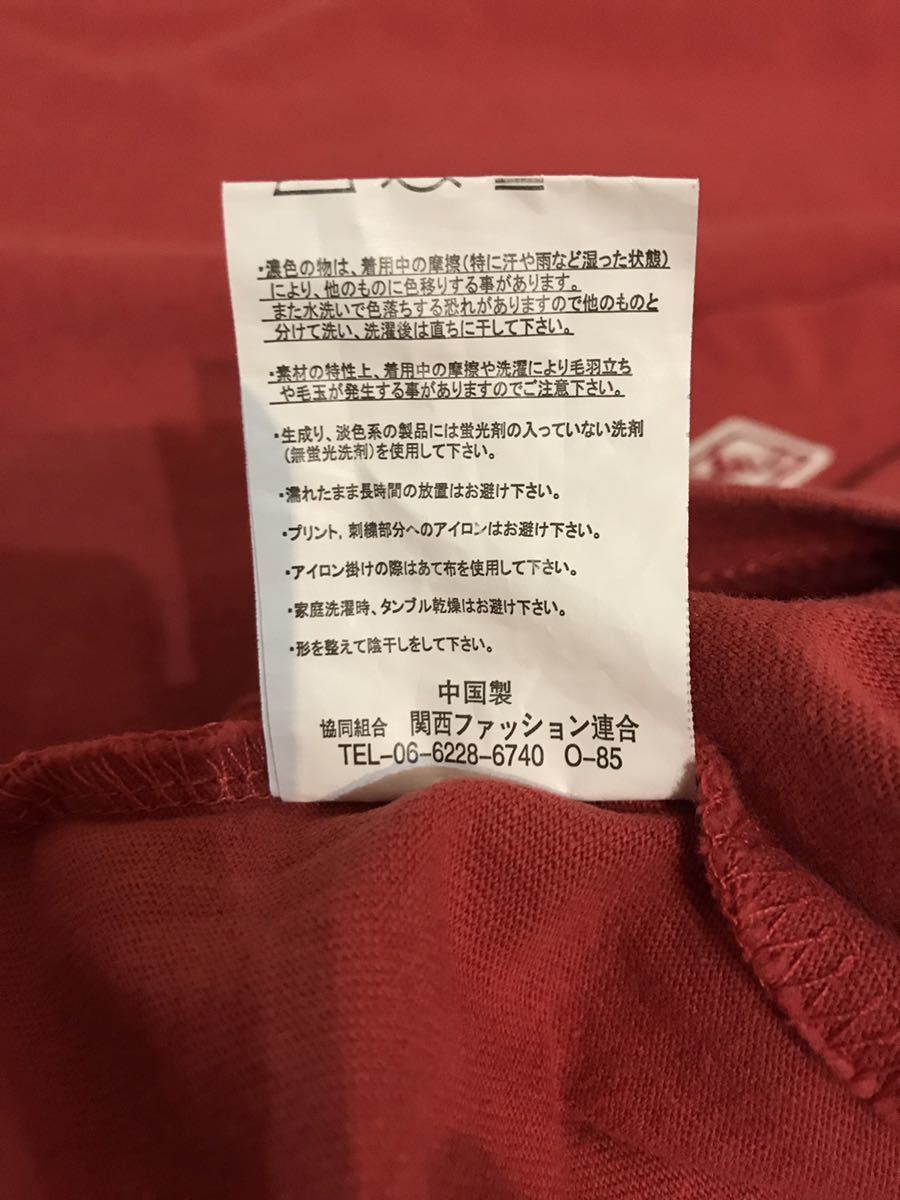 ・濃色の物は、着用中の摩擦(特に汗や雨など湿った状態)
により、他のものに色移りする事があります。
また水洗いで色落ちする恐れがありますので他のものと
分けて洗い、洗濯後は直ちに干して下さい。
・素材の特性上、着用中の摩擦や洗濯により毛羽立ち
や毛玉が発生する事がありますのでご注意下さい。
・生成り、淡色系の製品には蛍光剤の入っていない洗剤
(無蛍光洗剤)を使用して下さい。
・濡れたまま長時間の放置はお避け下さい。
・プリント,刺繍部分へのアイロンはお避け下さい。
・アイロン掛けの際はあて布を使用して下さい。
・家庭洗濯時、タンブル乾燥はお避け下さい。
・形を整えて陰干しをして下さい。
中国製
協同組合 関西ファッション連合
TEL-06-6228-6740 O-85